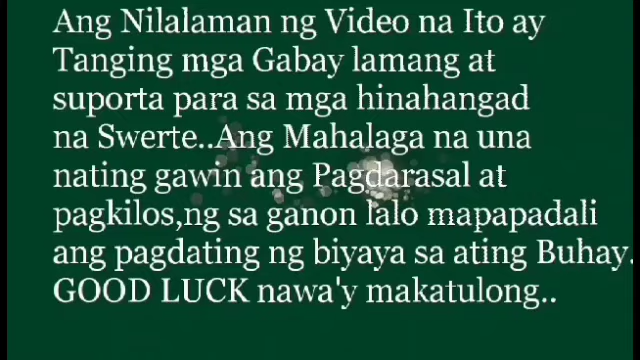 Ang Nilalaman ng Video na Ito ay
Tanging mga Gabay lamang at
suporta para sa mga hinahangad
na Swerte..Ang Mahalaga na una
nating gawin ang Pagdarasal at
pagkilos,ng sa ganon lalo mapapadali
ang pagdating ng biyaya sa ating Buhay.
GOOD LUCK nawa'y makatulong..